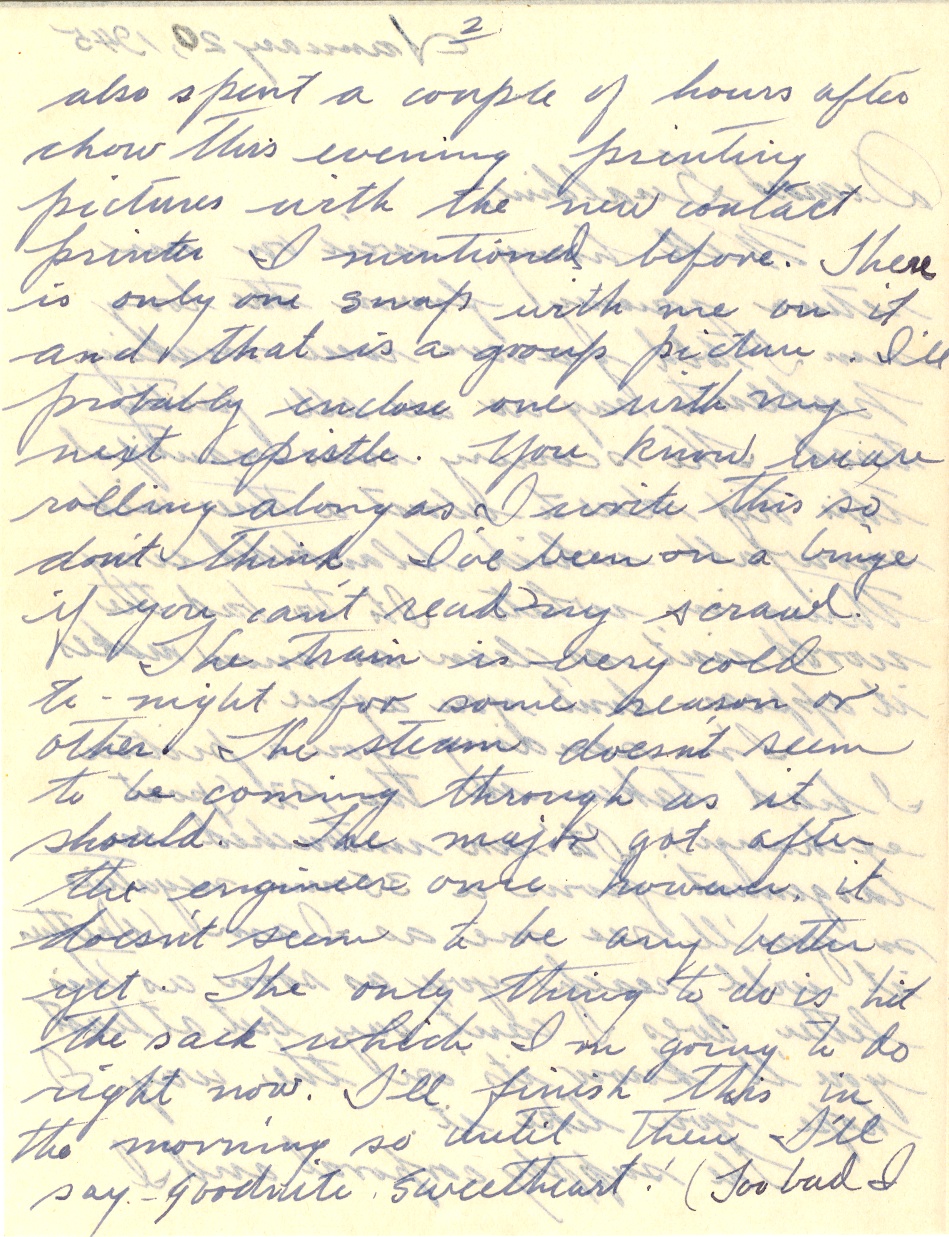 2
also spent a couple of hours after
chow this evening printing
pictures with the new contact
printer I mentioned before. There
is only one snap with me on it
and that is a group picture. I'll
probably enclose one with my
next epistle. You know we are
rolling along as I write this so
don't think I've been on a binge
if you can't read my scrawl.
The train is very cold
to-night for some reason or
other. The steam doesn't seem
to be coming through as it
should. The major got after
the engineer once however, it
doesn't seem to be any better
yet. The only thing to do is hit
the sack which I'm going to do
right now. I'll finish this in
the morning so until then I'll
say goodnite sweetheart! (Too bad I